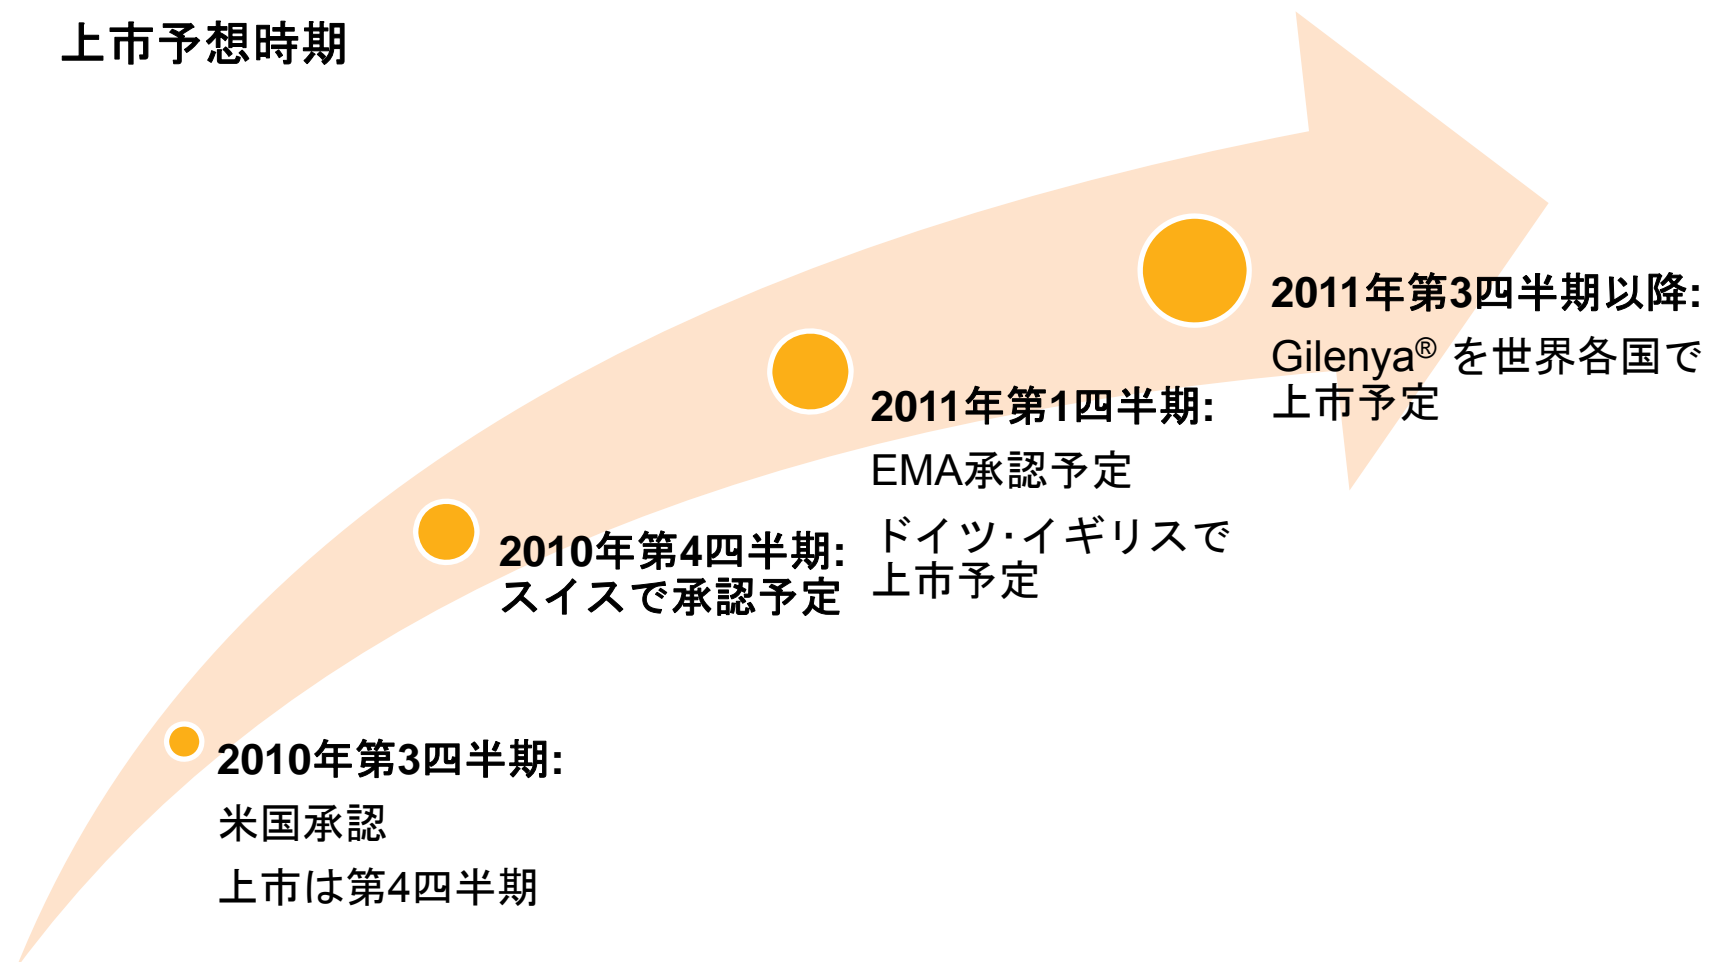 上市予想時期
2010年第3四半期:
米国承認
上市は第4四半期
2010年第4四半期:
スイスで承認予定
2011年第1四半期:
EMA承認予定
ドイツ･イギリスで
上市予定
2011年第3四半期以降:
Gilenya® を世界各国で
上市予定